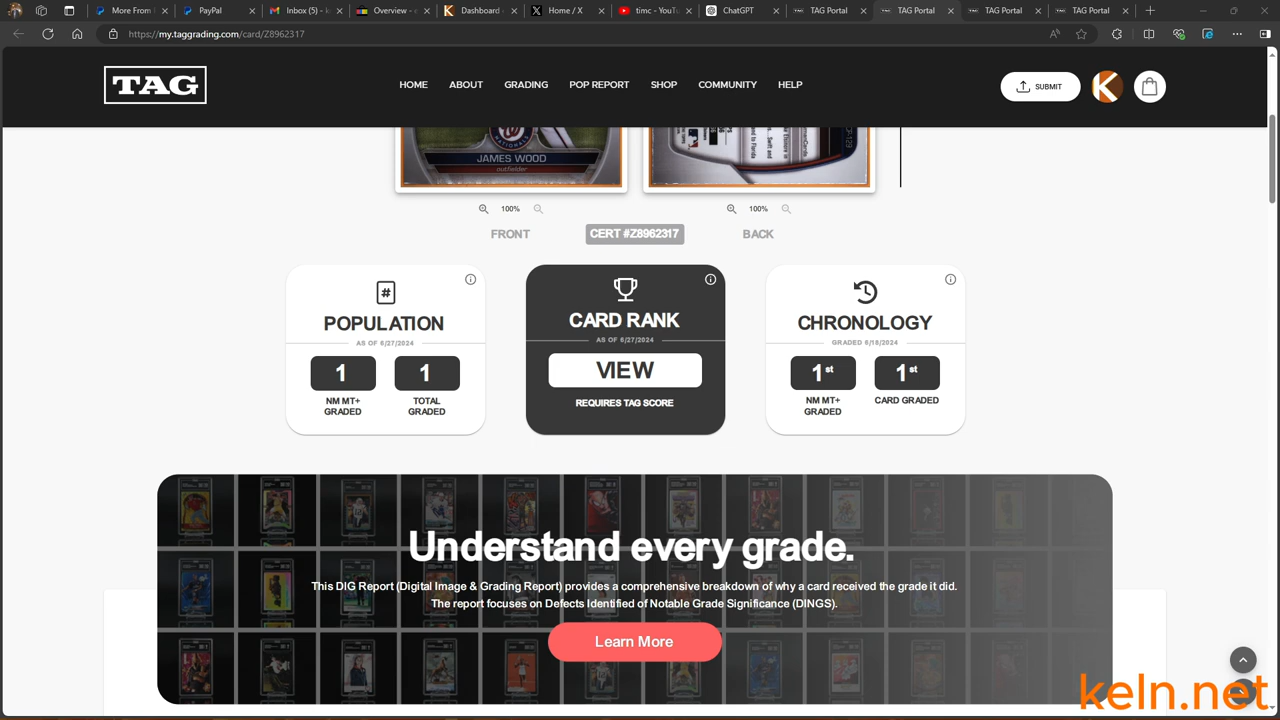 More From
PayPal
Inbox (5) - k
Overview - e
Dashboard
Home / X
timc - YouTu
ChatGPT
TAG Portal
TAG Portal
TAG Portal
TAG Portal
https://my.taggrading.com/card/Z8962317
TAG
HOME
ABOUT
GRADING
POP REPORT
SHOP
COMMUNITY
HELP
SUBMIT
K
NATIONALS
JAMES WOOD
outfielder
100%
100%
FRONT
CERT #Z8962317
BACK
#
POPULATION
AS OF 6/27/2024
1
1
NM MT+
GRADED
TOTAL
GRADED
CARD RANK
AS OF 6/27/2024
VIEW
REQUIRES TAG SCORE
CHRONOLOGY
GRADED 6/18/2024
1st
1st
NM MT+
GRADED
CARD GRADED
Understand every grade.
This DIG Report (Digital Image & Grading Report) provides a comprehensive breakdown of why a card received the grade it did.
The report focuses on Defects Identified of Notable Grade Significance (DINGS).
Learn More
keln.net